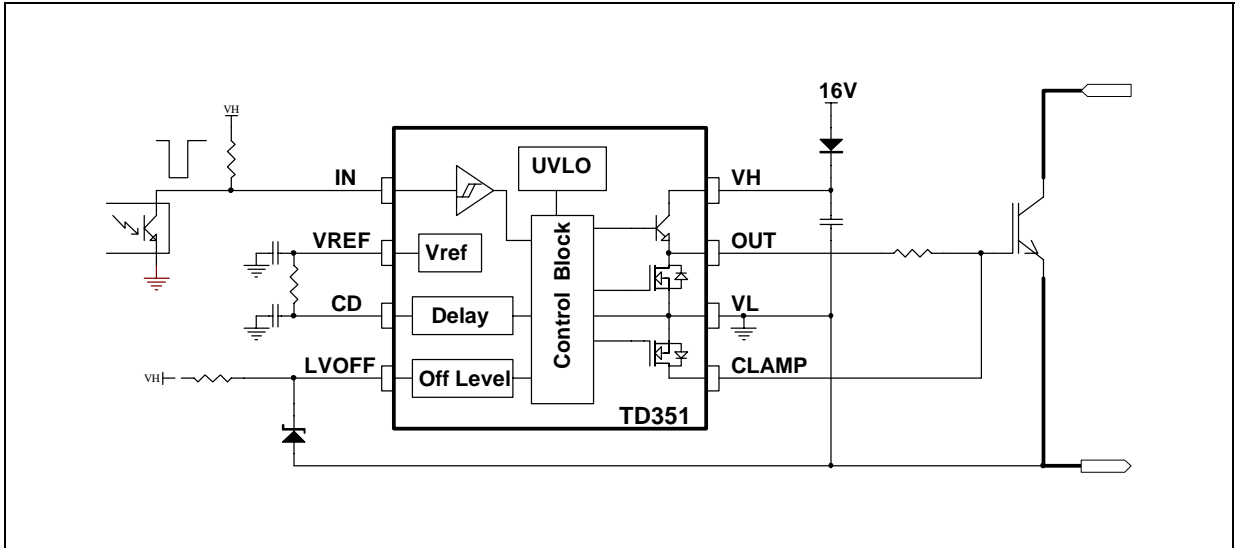 16V
VH
IN
UVLO
VH
VREF
Vref
Control Block
OUT
CD
Delay
VL
VH
LVOFF
Off Level
CLAMP
TD351